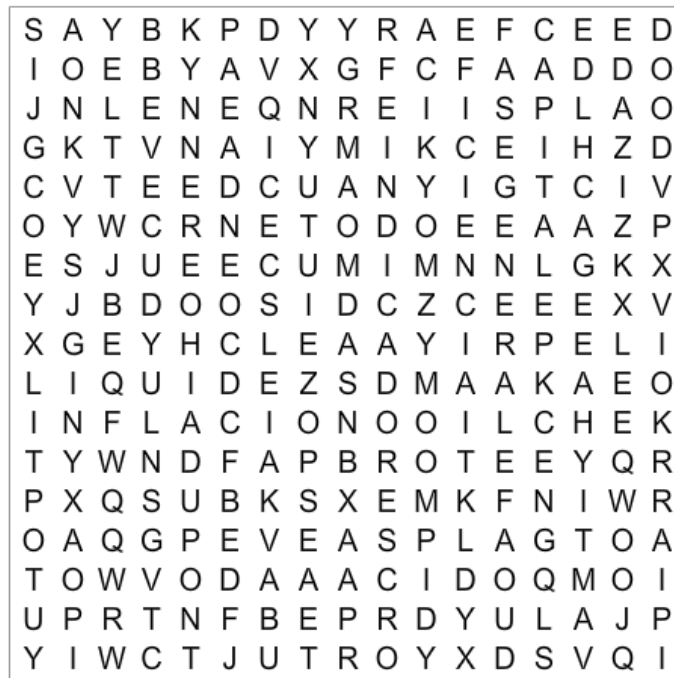 S A Y B K P D Y Y R A E F C E E D
I O E B Y A V X G F C F A A D D O
J N L E N E Q N R E I I S P L A O
G K T V N A I Y M I K C E I H Z D
C V T E E D C U A N Y I G T C I V
O Y W C R N E T O D O E E A A Z P
E S J U E E C U M I M N N L G K X
Y J B D O O S I D C Z C E E E X V
X G E Y H C L E A A Y I R P E L I
L I Q U I D E Z S D M A A K A E O
I N F L A C I O N O O I L C H E K
T Y W N D F A P B R O T E E Y Q R
P X Q S U B K S X E M K F N I W R
O A Q G P E V E A S P L A G T O A
T O W V O D A A A C I D O Q M O I
U P R T N F B E P R D Y U L A J P
Y I W C T J U T R O Y X D S V Q I